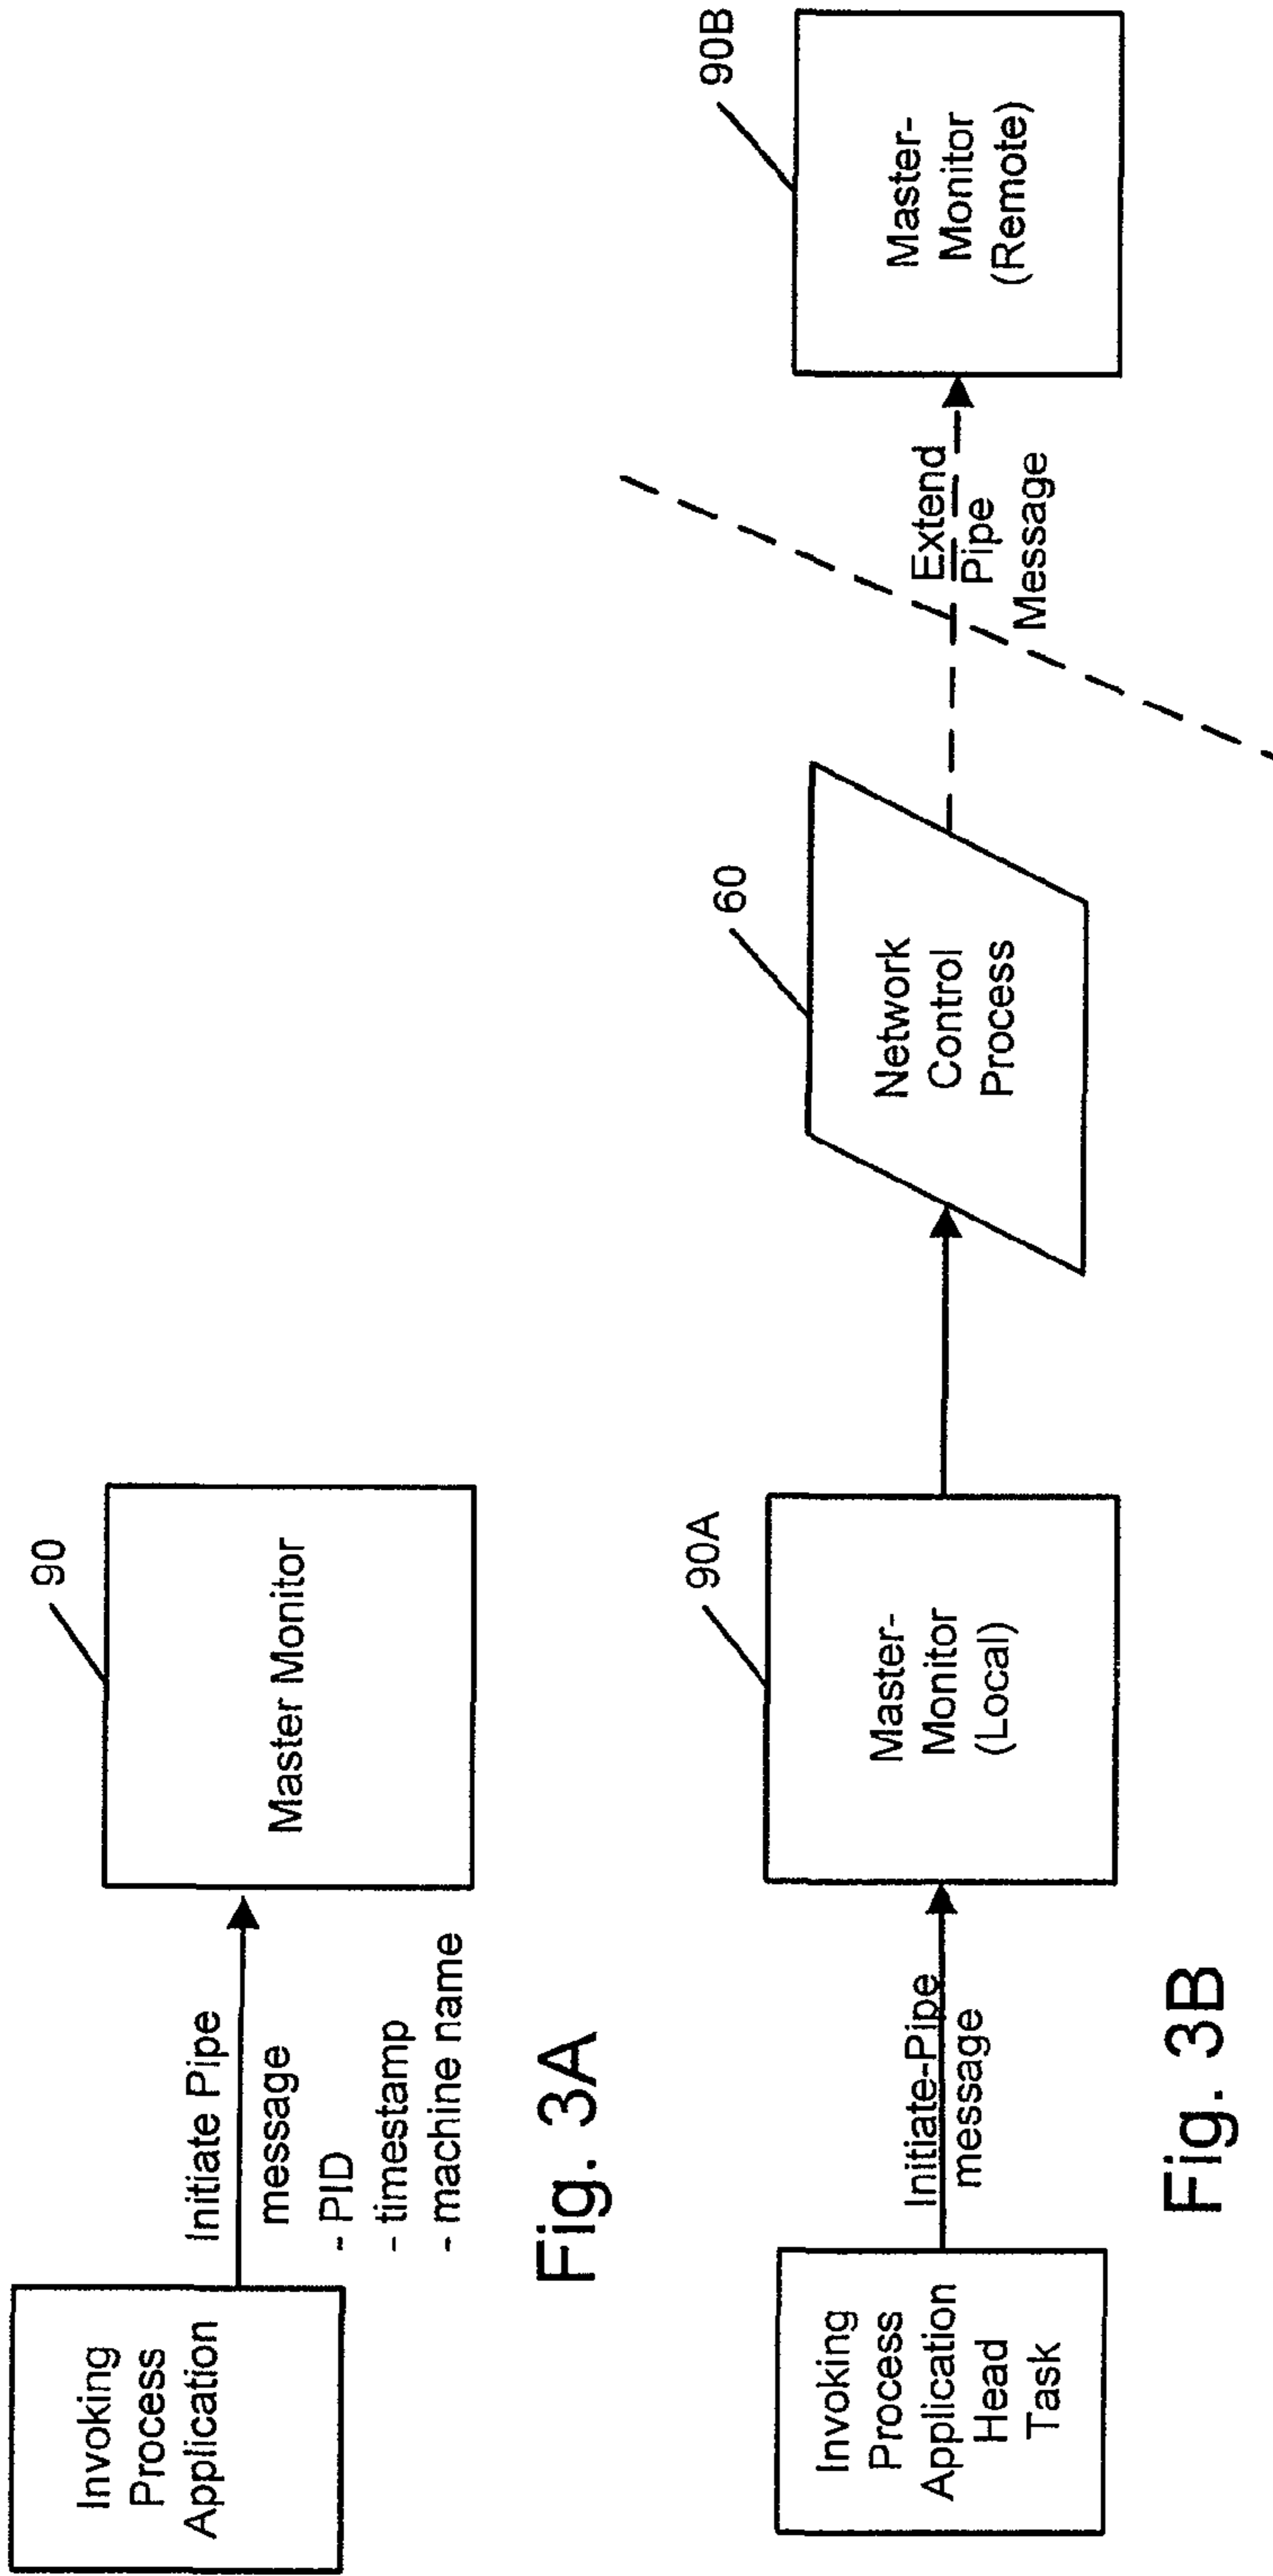 Invoking
Process
Application
Initiate Pipe
message
- PID
- timestamp
- machine name
90
Master Monitor
Fig. 3A
Invoking
Process
Application
Head
Task
Initiate-Pipe
message
90A
Master-
Monitor
(Local)
60
Network
Control
Process
Extend
Pipe
Message
90B
Master-
Monitor
(Remote)
Fig. 3B